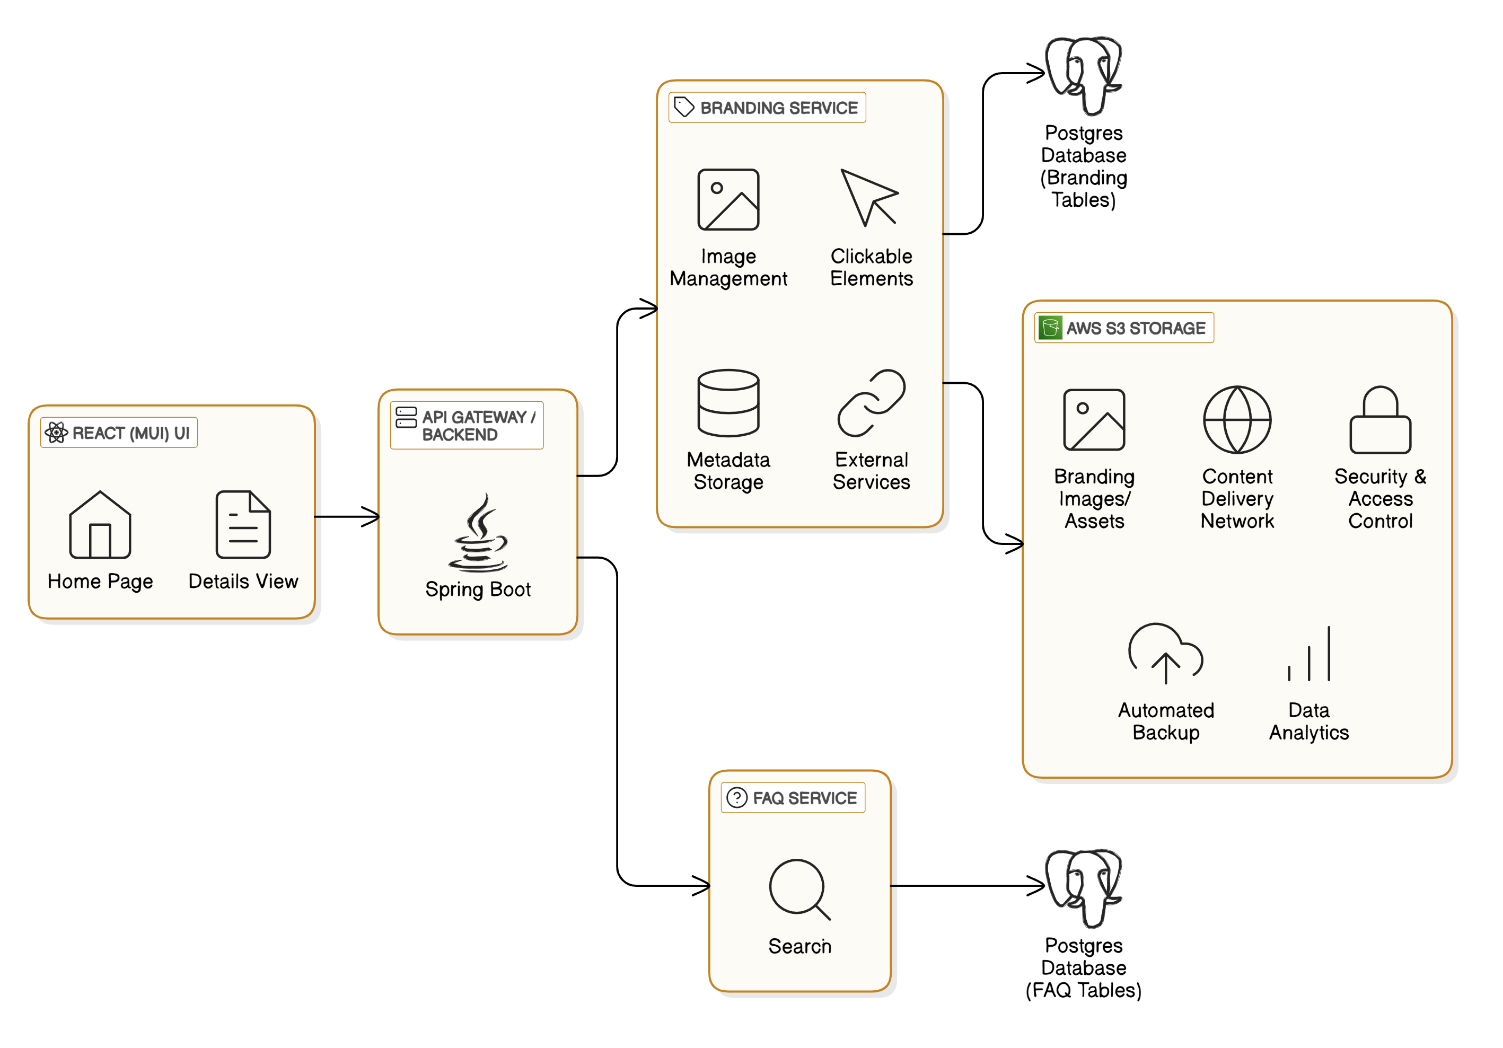 REACT (MUI) UI
Home Page
Details View
API GATEWAY /
BACKEND
Spring Boot
BRANDING SERVICE
Image
Management
Clickable
Elements
Metadata
Storage
External
Services
Postgres
Database
(Branding
Tables)
AWS S3 STORAGE
Branding
Images/
Assets
Content
Delivery
Network
Security &
Access
Control
Automated
Backup
Data
Analytics
FAQ SERVICE
Search
Postgres
Database
(FAQ Tables)